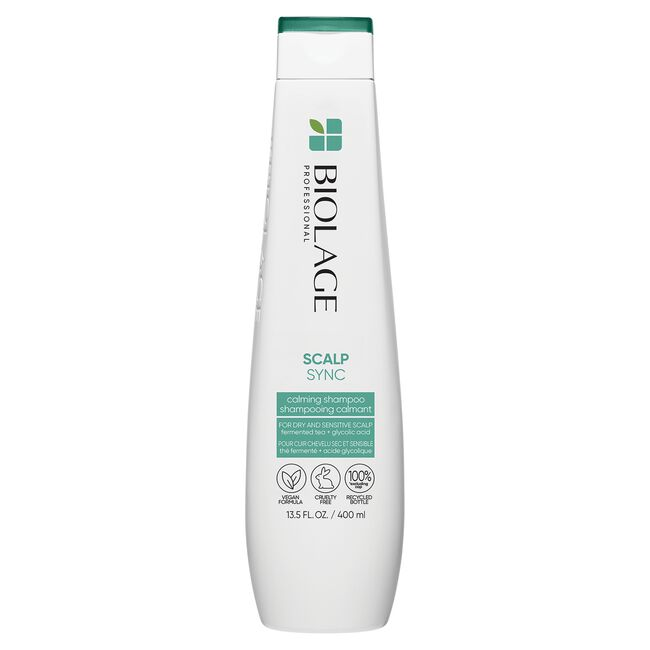 BIOLAGE
PROFESSIONAL
SCALP
SYNC
calming shampoo
shampooing calmant
FOR DRY AND SENSITIVE SCALP
fermented tea + glycolic acid
POUR CUIR CHEVELU SEC ET SENSIBLE
thé fermenté + acide glycolique
VEGAN
FORMULA
CRUELTY
FREE
100%
*excluding
cap
RECYCLED
BOTTLE
13.5 FL. OZ. / 400 ml